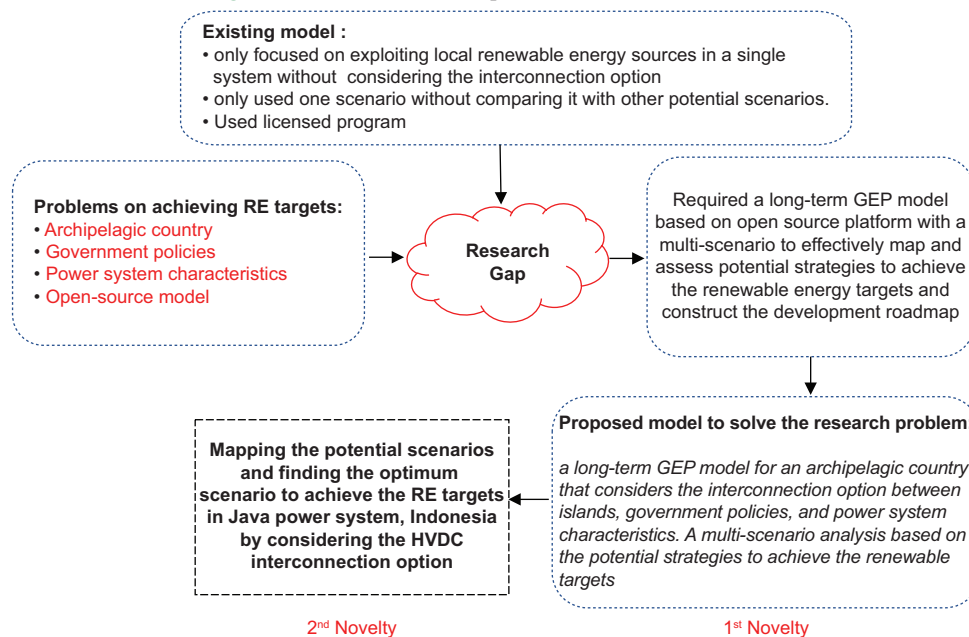 Existing model :
• only focused on exploiting local renewable energy sources in a single
system without considering the interconnection option
• only used one scenario without comparing it with other potential scenarios.
• Used licensed program
Problems on achieving RE targets:
• Archipelagic country
• Government policies
• Power system characteristics
• Open-source model
Research
Gap
Required a long-term GEP model
based on open source platform with a
multi-scenario to effectively map and
assess potential strategies to achieve
the renewable energy targets and
construct the development roadmap
Proposed model to solve the research problem:
a long-term GEP model for an archipelagic country
that considers the interconnection option between
islands, government policies, and power system
characteristics. A multi-scenario analysis based on
the potential strategies to achieve the renewable
targets
Mapping the potential scenarios
and finding the optimum
scenario to achieve the RE targets
in Java power system, Indonesia
by considering the HVDC
interconnection option
2nd Novelty
1st Novelty